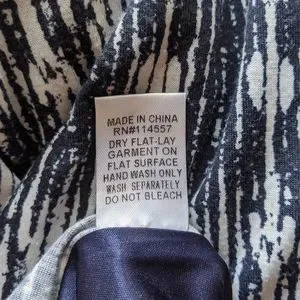 MADE IN CHINA
RN#114557
DRY FLAT-LAY
GARMENT ON
FLAT SURFACE
HAND WASH ONLY
WASH SEPARATELY
DO NOT BLEACH